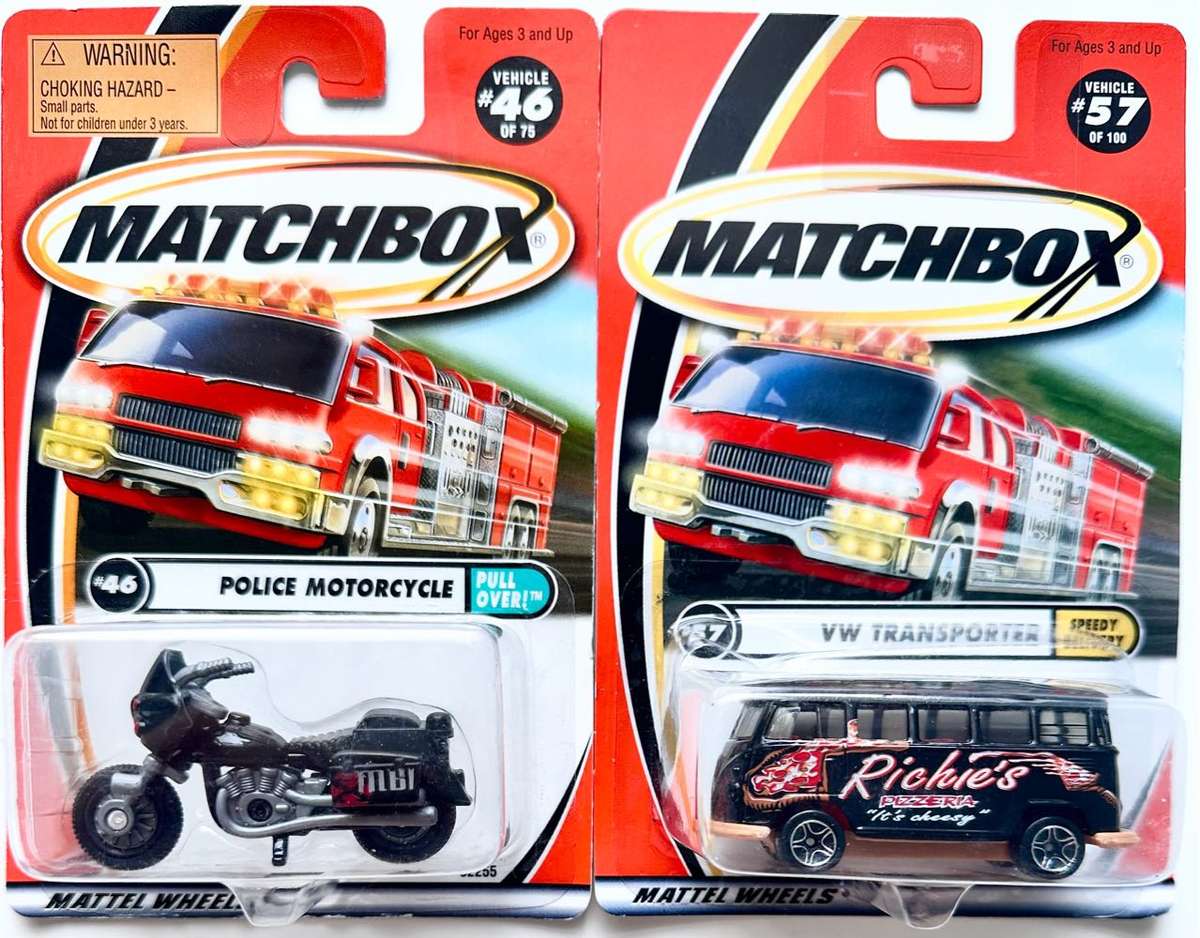 WARNING:
CHOKING HAZARD –
Small parts.
Not for children under 3 years.
For Ages 3 and Up
VEHICLE
#46
OF 75
MATCHBOX®
#46
POLICE MOTORCYCLE
PULL
OVER!™
MBI
MATTEL WHEEL
For Ages 3 and Up
VEHICLE
#57
OF 100
MATCHBOX®
VW TRANSPORTER
SPEEDY
Richie's
PIZZERIA
"It's cheesy"
MATTEL WHEELS